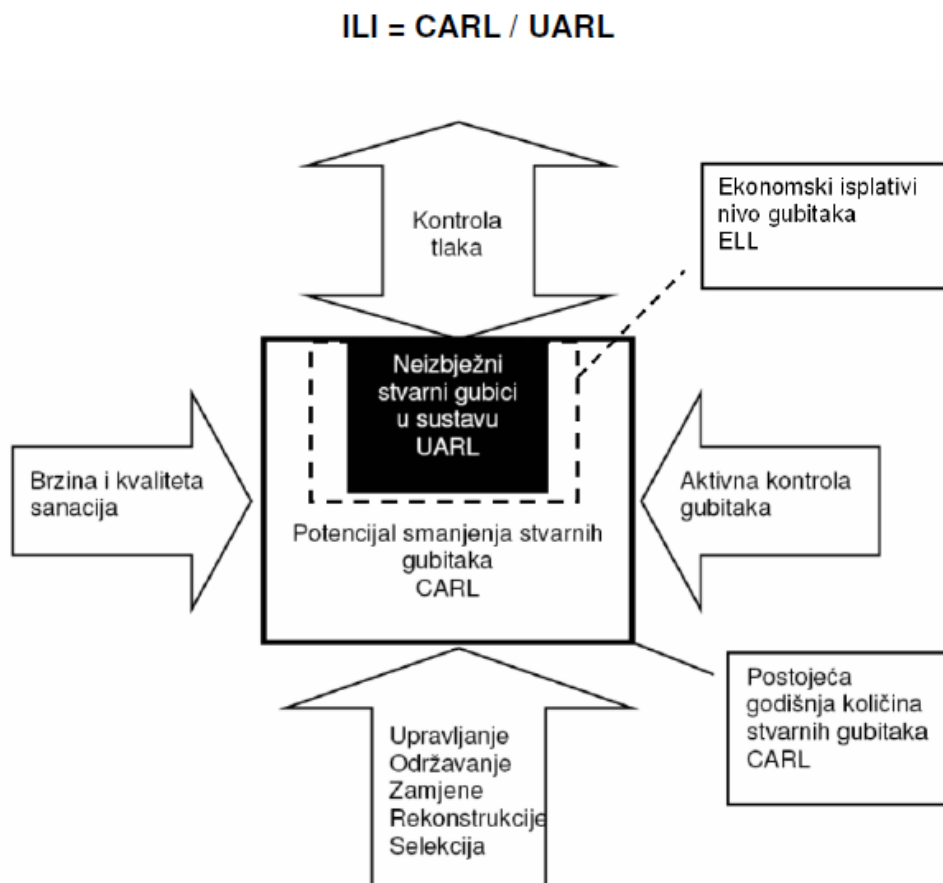 ILI = CARL / UARL
Kontrola
tlaka
Ekonomski isplativi
nivo gubitaka
ELL
Neizbježni
stvarni gubici
u sustavu
UARL
Brzina i kvaliteta
sanacija
Aktivna kontrola
gubitaka
Potencijal smanjenja stvarnih
gubitaka
CARL
Postojeća
godišnja količina
stvarnih gubitaka
CARL
Upravljanje
Održavanje
Zamjene
Rekonstrukcije
Selekcija